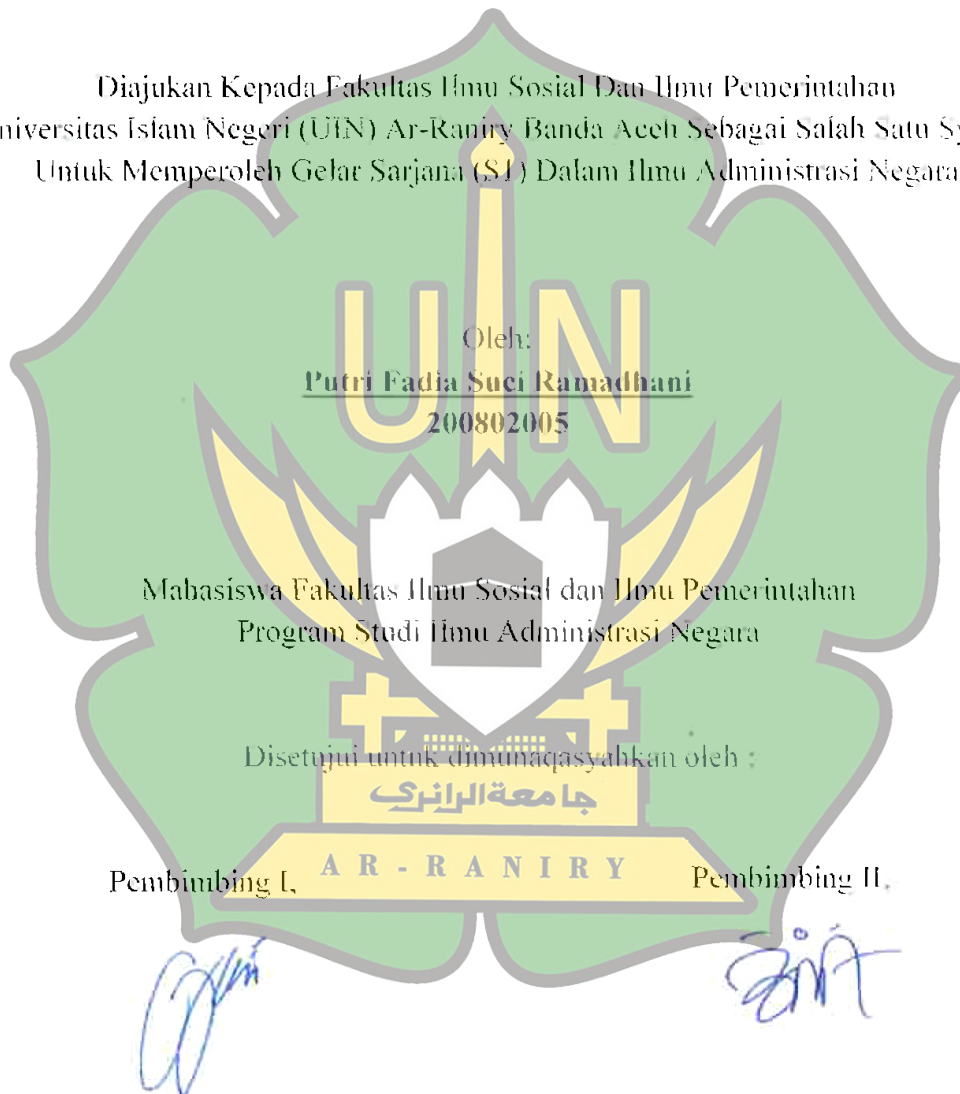 Diajukan Kepada Fakultas Ilmu Sosial Dan Ilmu Pemerintahan
niversitas Islam Negeri (UIN) Ar-Raniry Banda Aceh Sebagai Salah Satu Sy
Untuk Memperoleh Gelar Sarjana (S1) Dalam Ilmu Administrasi Negara
UIN
Oleh:
Putri Fadia Suci Ramadhani
200802005
Mahasiswa Fakultas Ilmu Sosial dan Ilmu Pemerintahan
Program Studi Ilmu Administrasi Negara
Disetujui untuk dimunaqasyahkan oleh :
جامعة الرانري
AR-RANIRY
Pembimbing I, Pembimbing II,